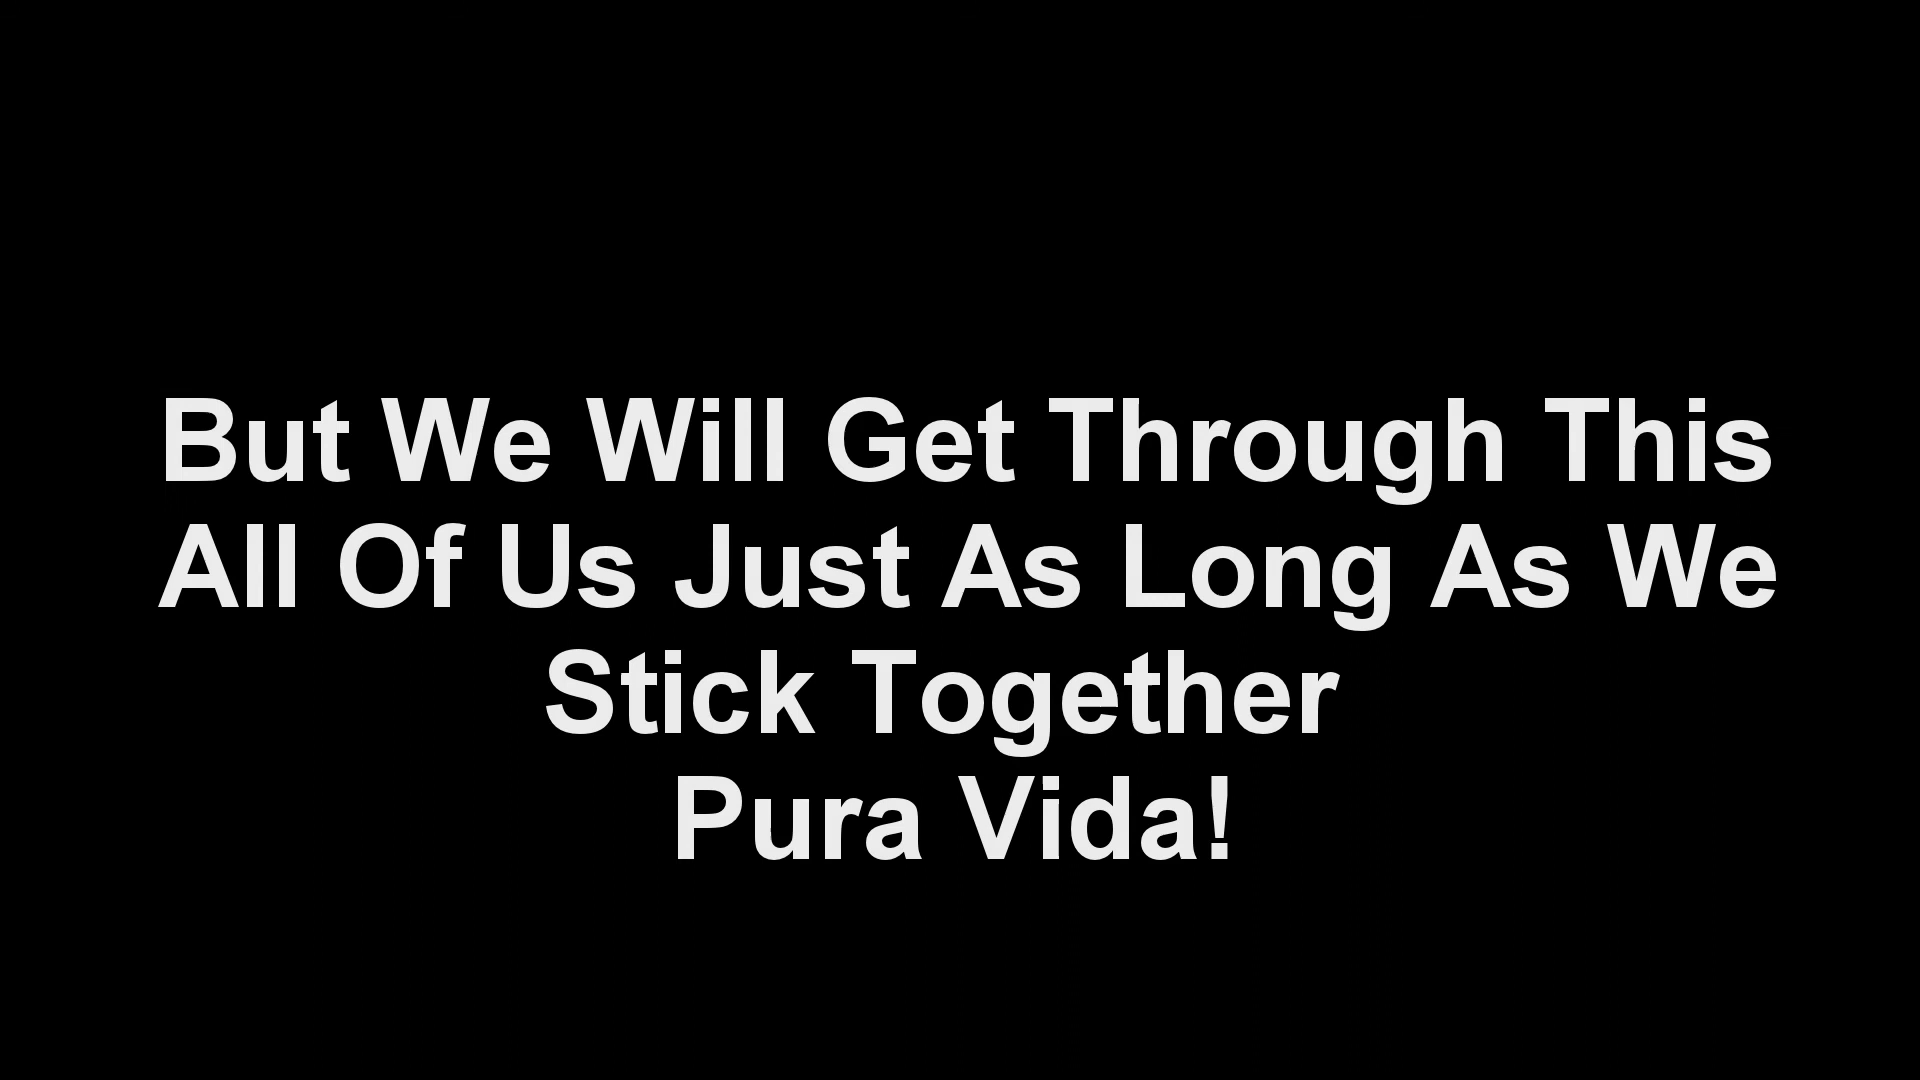 But We Will Get Through This
All Of Us Just As Long As We
Stick Together
Pura Vida!